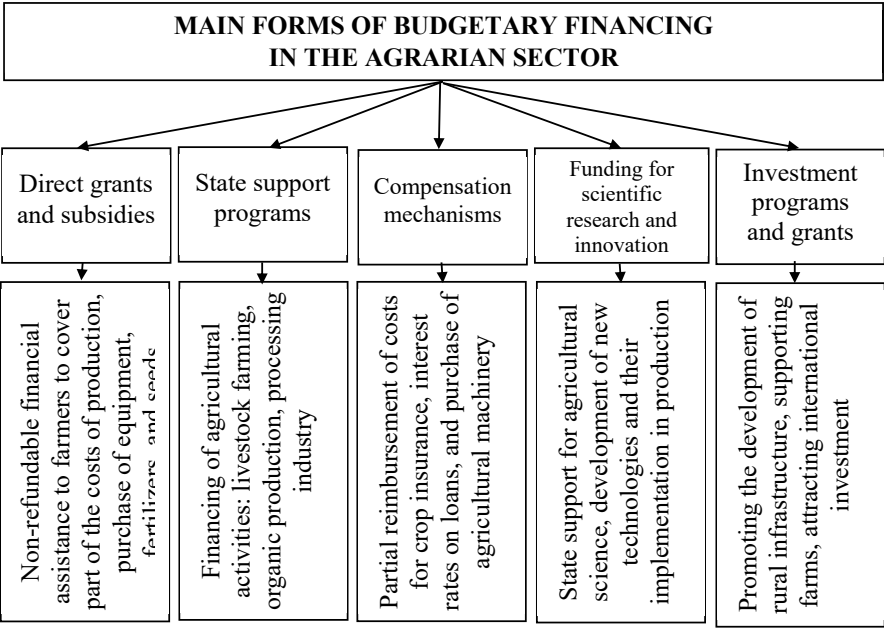 MAIN FORMS OF BUDGETARY FINANCING
IN THE AGRARIAN SECTOR
Direct grants
and subsidies
State support
programs
Compensation
mechanisms
Funding for
scientific
research and
innovation
Investment
programs
and grants
Non-refundable financial
assistance to farmers to cover
part of the costs of production,
purchase of equipment,
fertilizers, and seeds
Financing of agricultural
activities: livestock farming,
organic production, processing
industry
Partial reimbursement of costs
for crop insurance, interest
rates on loans, and purchase of
agricultural machinery
State support for agricultural
science, development of new
technologies and their
implementation in production
Promoting the development of
rural infrastructure, supporting
farms, attracting international
investment